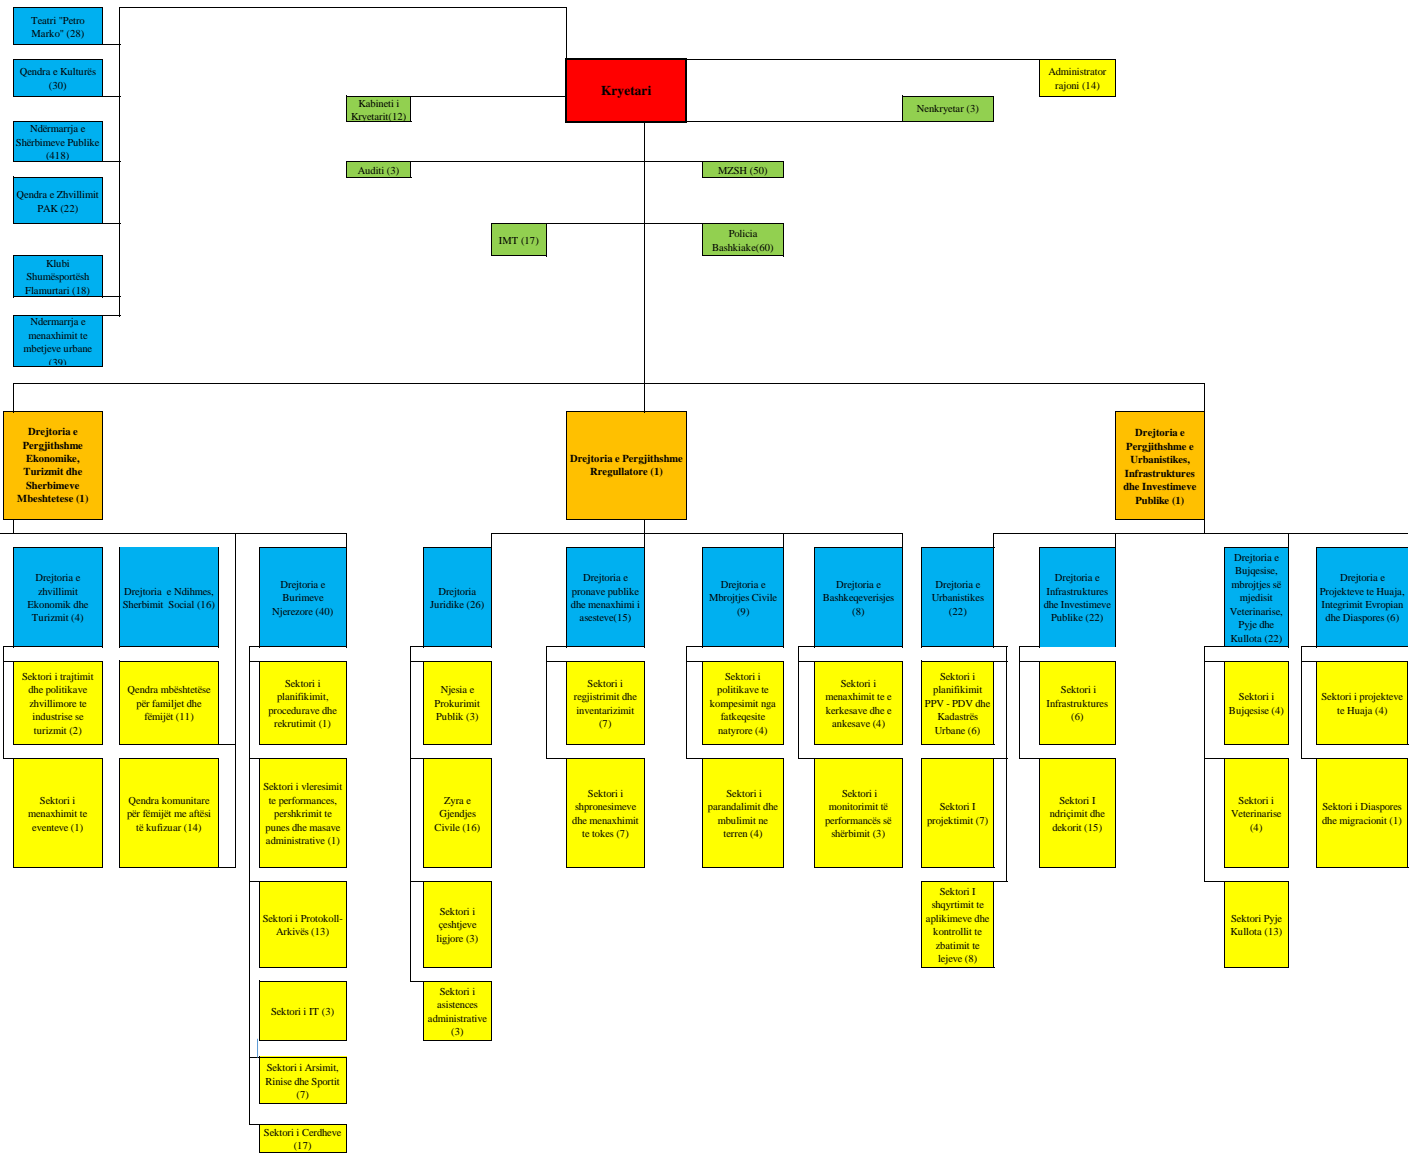 Teatri "Petro
Marko" (28)
Qendra e Kulturës
(30)
Ndërmarrja e
Shërbimeve Publike
(418)
Qendra e Zhvillimit
PAK (22)
Klubi
Shumësportësh
Flamurtari (18)
Ndermarrja e
menaxhimit te
mbetjeve urbane
(39)
Kryetari
Administrator
rajoni (14)
Kabineti i
Kryetarit(12)
Nenkryetar (3)
Auditi (3)
MZSH (50)
IMT (17)
Policia
Bashkiake(60)
Drejtoria e
Pergjithshme
Ekonomike,
Turizmit dhe
Sherbimeve
Mbeshtetese (1)
Drejtoria e Pergjithshme
Rregullatore (1)
Drejtoria e
Pergjithshme e
Urbanistikes,
Infrastruktures
dhe Investimeve
Publike (1)
Drejtoria e
zhvillimit
Ekonomik dhe
Turizmit (4)
Drejtoria  e Ndihmes,
Sherbimit  Social (16)
Drejtoria e
Burimeve
Njerezore (40)
Drejtoria
Juridike (26)
Drejtoria e
pronave publike
dhe menaxhimi i
aseteve(15)
Drejtoria e
Mbrojtjes Civile
(9)
Drejtoria e
Bashkeqeverisjes
(8)
Drejtoria e
Urbanistikes
(22)
Drejtoria e
Infrastruktures
dhe Investimeve
Publike (22)
Drejtoria e
Bujqesise,
mbrojtjes së
mjedisit
Veterinarise,
Pyje dhe
Kullota (22)
Drejtoria e
Projekteve te Huaja,
Integrimit Evropian
dhe Diaspores (6)
Sektori i trajtimit
dhe politikave
zhvillimore te
industrise se
turizmit (2)
Qendra mbështetëse
për familjet dhe
fëmijët (11)
Sektori i
planifikimit,
procedurave dhe
rekrutimit (1)
Njesia e
Prokurimit
Publik (3)
Sektori i
regjistrimit dhe
inventarizimit
(7)
Sektori i
politikave te
kompesimit nga
fatkeqesite
natyrore (4)
Sektori i
menaxhimit te e
kerkesave dhe e
ankesave (4)
Sektori i
planifikimit
PPV - PDV dhe
Kadastrës
Urbane (6)
Sektori i
Infrastruktures
(6)
Sektori i
Bujqesise (4)
Sektori i projekteve
te Huaja (4)
Sektori i
menaxhimit te
eventeve (1)
Qendra komunitare
për fëmijët me aftësi
të kufizuar (14)
Sektori i vleresimit
te performances,
pershkrimit te
punes dhe masave
administrative (1)
Zyra e
Gjendjes
Civile (16)
Sektori i
shpronesimeve
dhe menaxhimit
te tokes (7)
Sektori i
parandalimit dhe
mbulimit ne
terren (4)
Sektori i
monitorimit të
performancës së
shërbimit (3)
Sektori I
projektimit (7)
Sektori I
ndriçimit dhe
dekorit (15)
Sektori i
Veterinarise
(4)
Sektori i Diaspores
dhe migracionit (1)
Sektori i Protokoll-
Arkivës (13)
Sektori i
çeshtjeve
ligjore (3)
Sektori I
shqyrtimit te
aplikimeve dhe
kontrollit te
zbatimit te
lejeve (8)
Sektori Pyje
Kullota (13)
Sektori i IT (3)
Sektori i
asistences
administrative
(3)
Sektori i Arsimit,
Rinise dhe Sportit
(7)
Sektori i Cerdheve
(17)